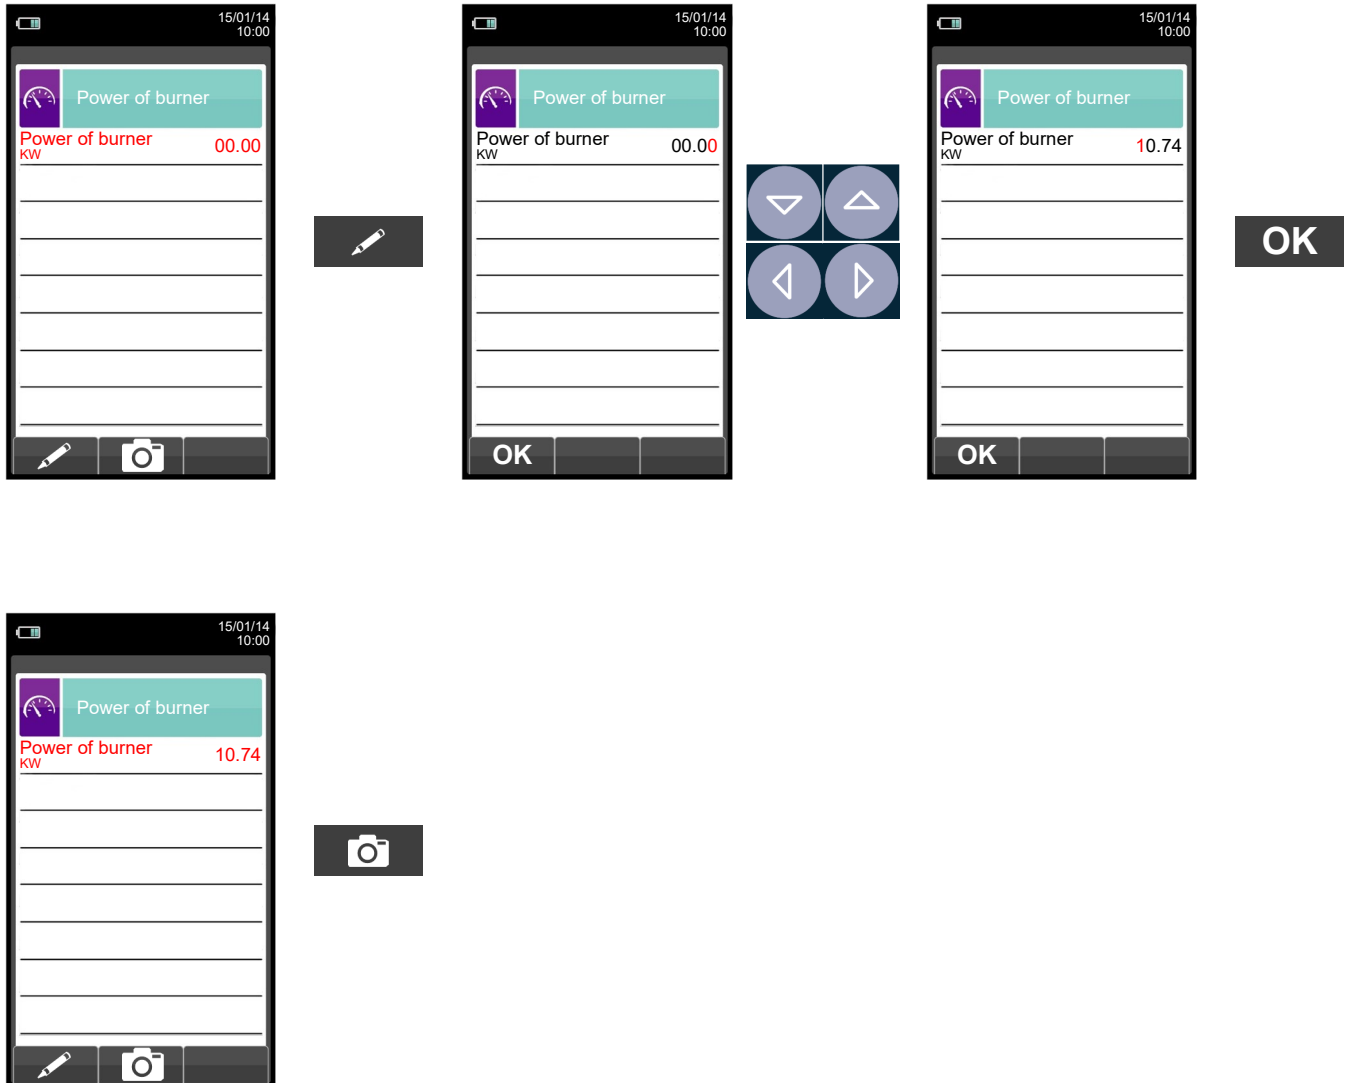 15/01/14
10:00
Power of burner
Power of burner 00.00
KW
15/01/14
10:00
Power of burner
Power of burner 00.00
KW
OK
15/01/14
10:00
Power of burner
Power of burner 10.74
KW
OK
OK
15/01/14
10:00
Power of burner
Power of burner 10.74
KW